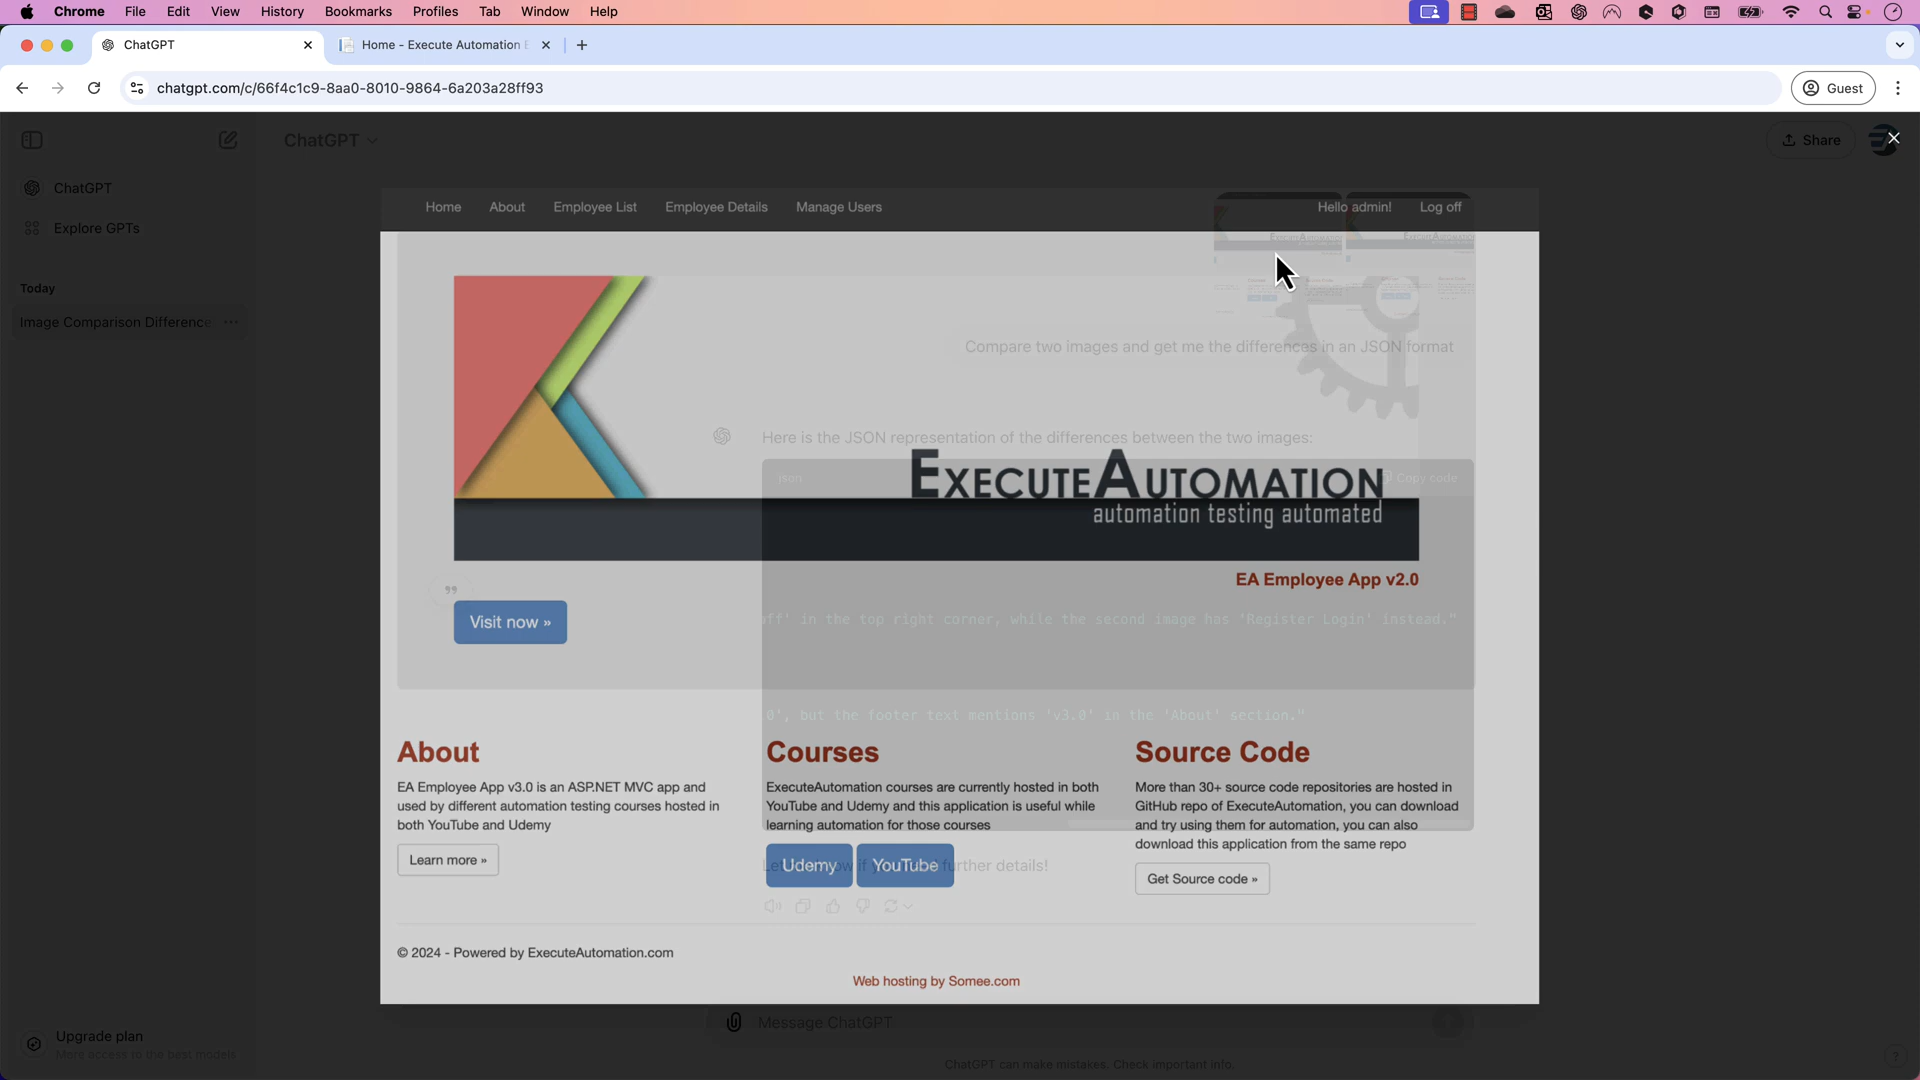 Chrome File Edit View History Bookmarks Profiles Tab Window Help
ChatGPT
Home - Execute Automation
chatgpt.com/c/66f4c1c9-8aa0-8010-9864-6a203a28ff93
Guest
ChatGPT
Share
ChatGPT
Explore GPTs
Today
Image Comparison Difference
Home About Employee List Employee Details Manage Users Hello admin! Log off
Compare two images and get me the differences in an JSON format
Here is the JSON representation of the differences between the two images:
json
Copy code
EXECUTEAUTOMATION
automation testing automated
EA Employee App v2.0
Visit now »
off' in the top right corner, while the second image has 'Register Login' instead."
0', but the footer text mentions 'v3.0' in the 'About' section."
About
EA Employee App v3.0 is an ASP.NET MVC app and
used by different automation testing courses hosted in
both YouTube and Udemy
Learn more »
Courses
ExecuteAutomation courses are currently hosted in both
YouTube and Udemy and this application is useful while
learning automation for those courses
Udemy YouTube
further details!
Source Code
More than 30+ source code repositories are hosted in
GitHub repo of ExecuteAutomation, you can download
and try using them for automation, you can also
download this application from the same repo
Get Source code »
© 2024 - Powered by ExecuteAutomation.com
Web hosting by Somee.com
Message ChatGPT
Upgrade plan
More access to the best models
ChatGPT can make mistakes. Check important info.
?